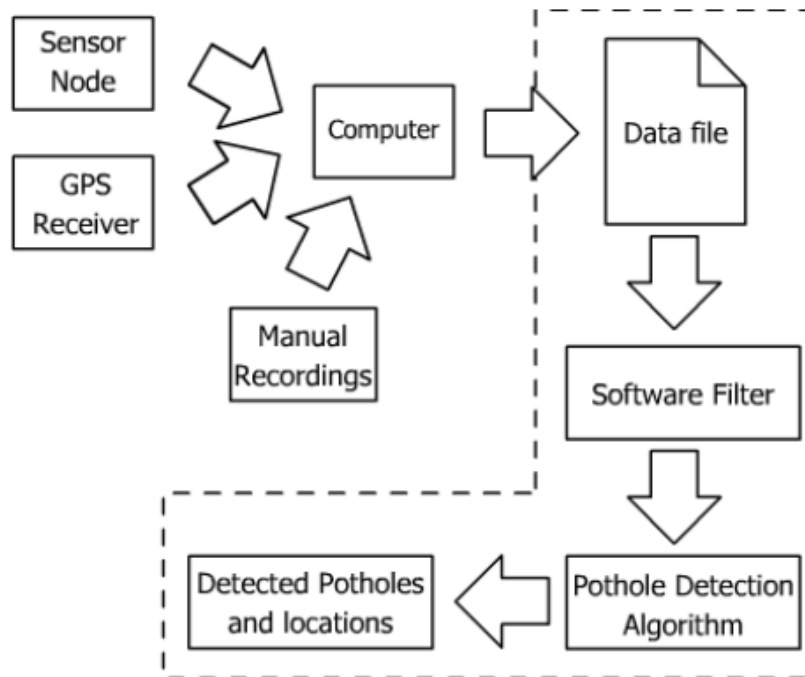 Sensor
Node
GPS
Receiver
Computer
Manual
Recordings
Data file
Software Filter
Pothole Detection
Algorithm
Detected Potholes
and locations